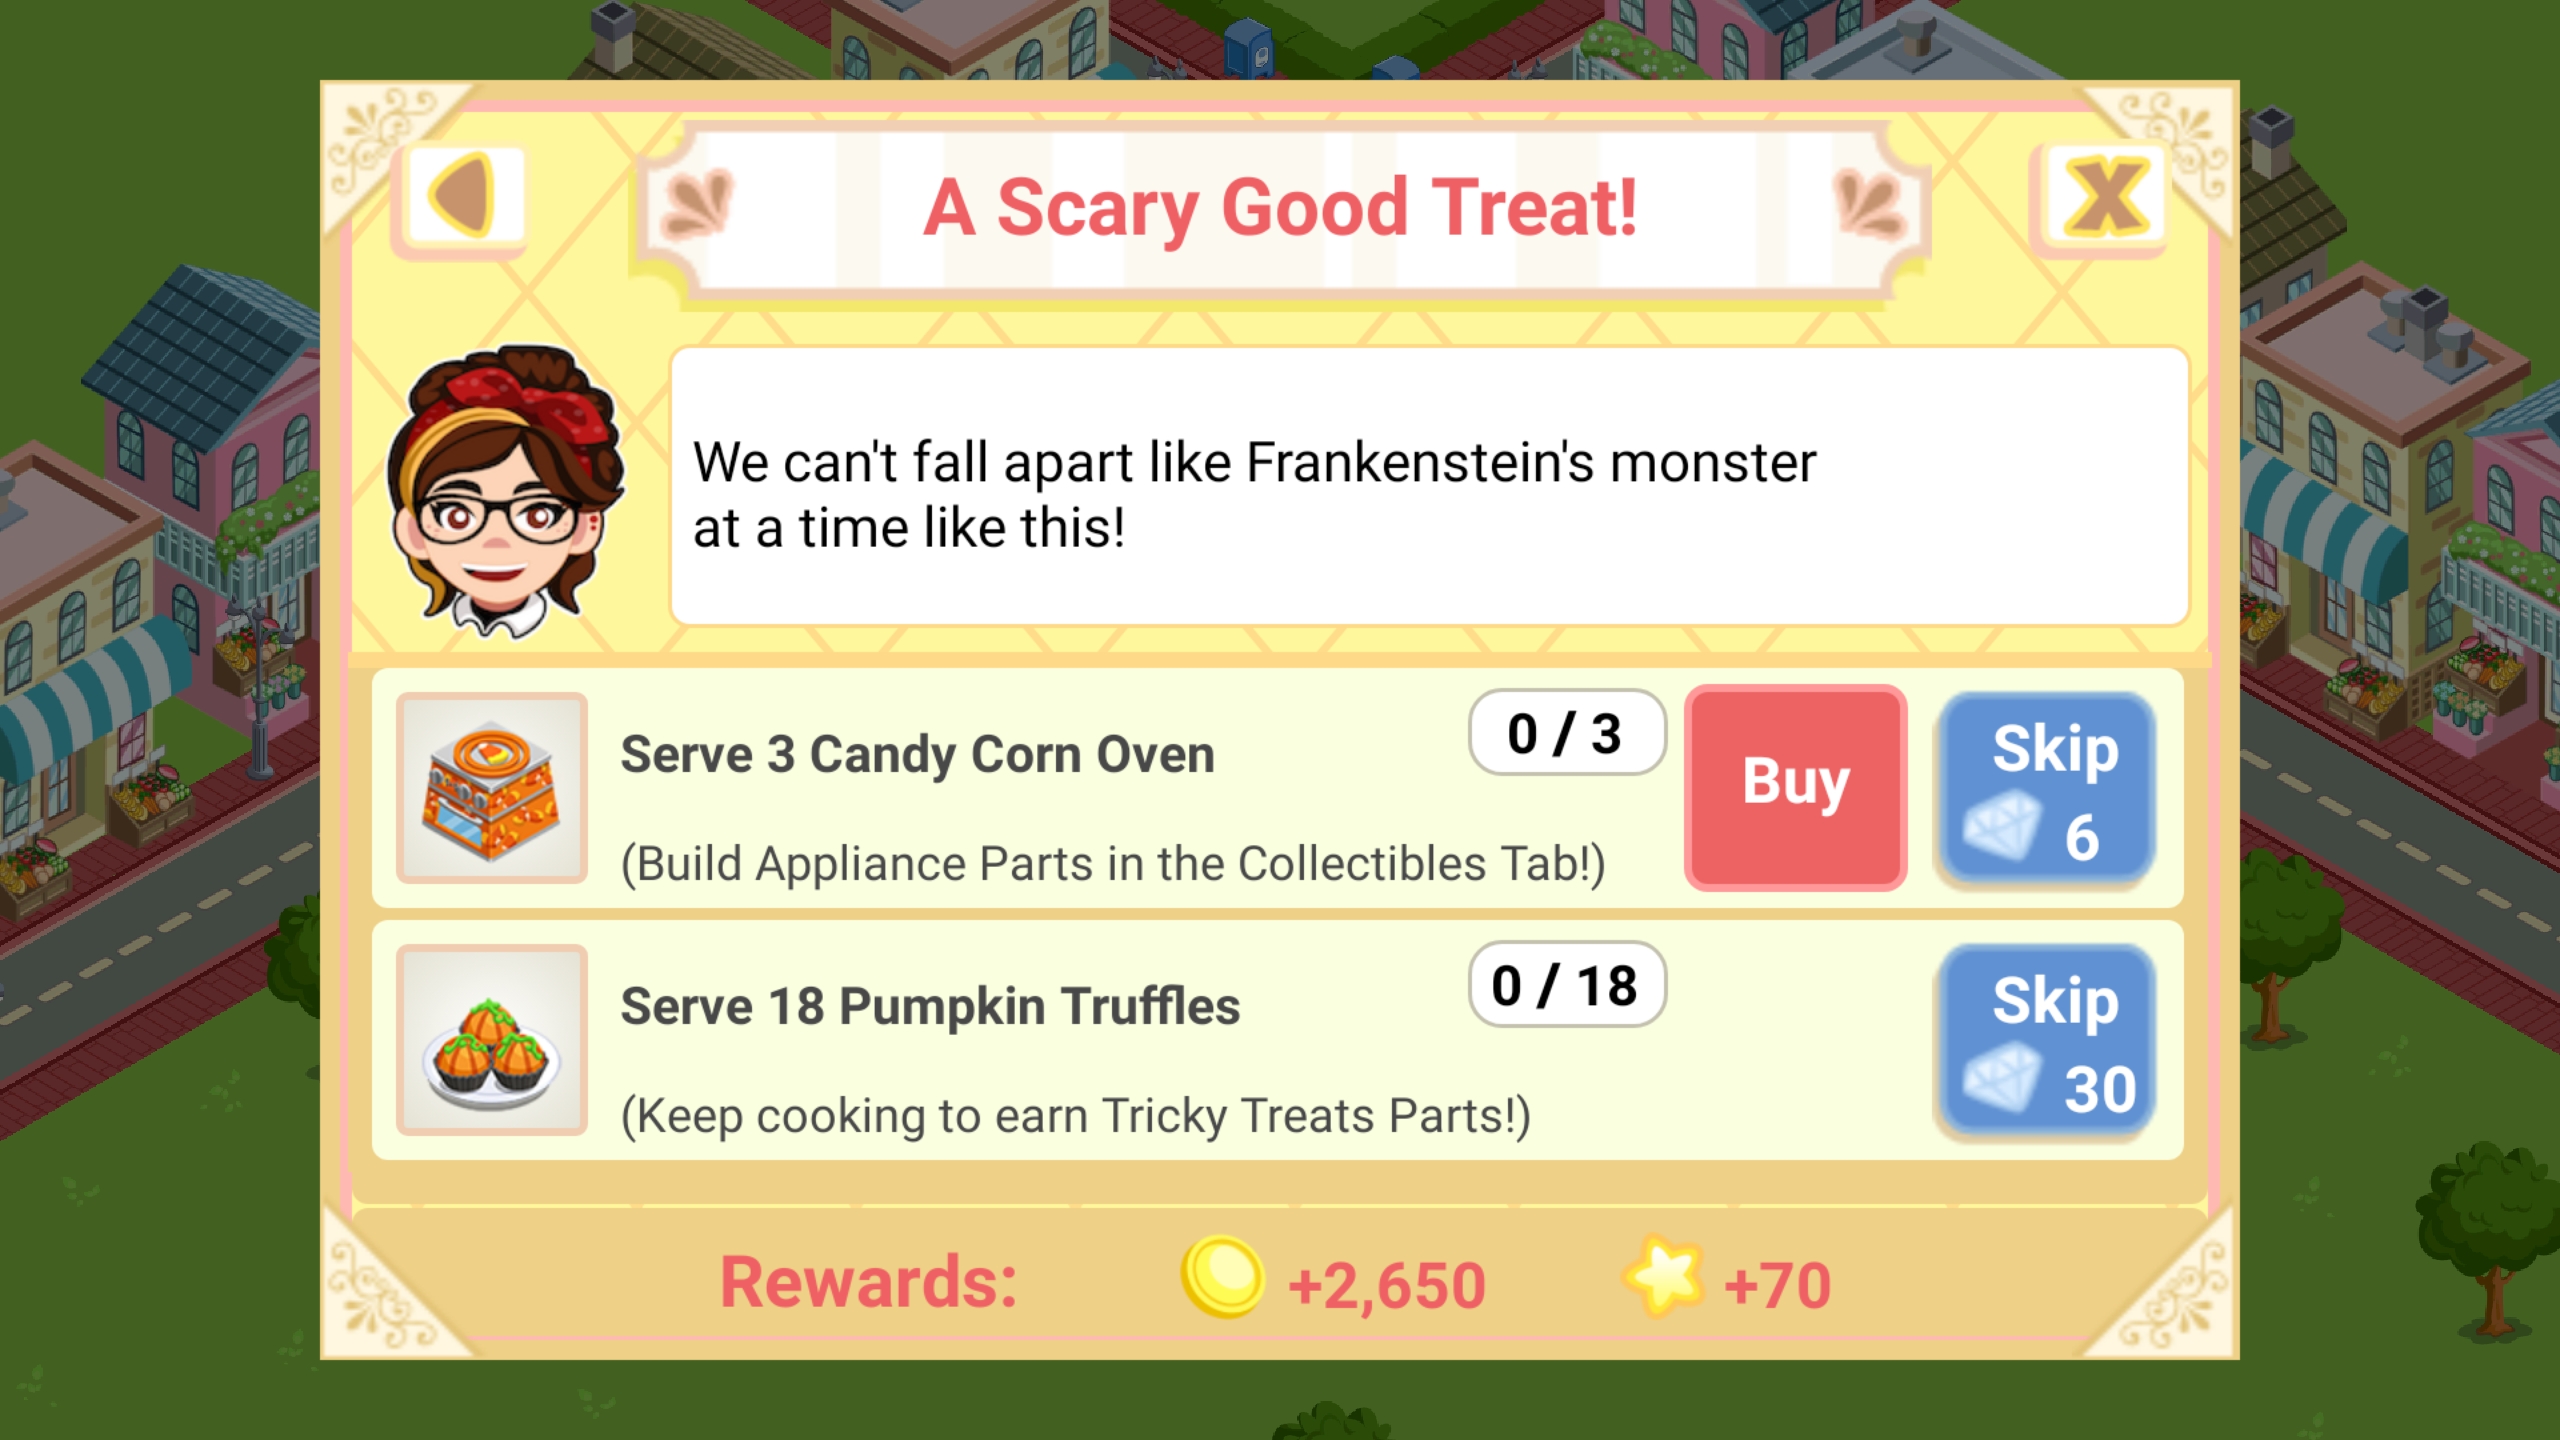 A Scary Good Treat!
We can't fall apart like Frankenstein's monster
at a time like this!
Serve 3 Candy Corn Oven
0 / 3
Buy
Skip
6
(Build Appliance Parts in the Collectibles Tab!)
Serve 18 Pumpkin Truffles
0 / 18
Skip
30
(Keep cooking to earn Tricky Treats Parts!)
Rewards: +2,650 +70